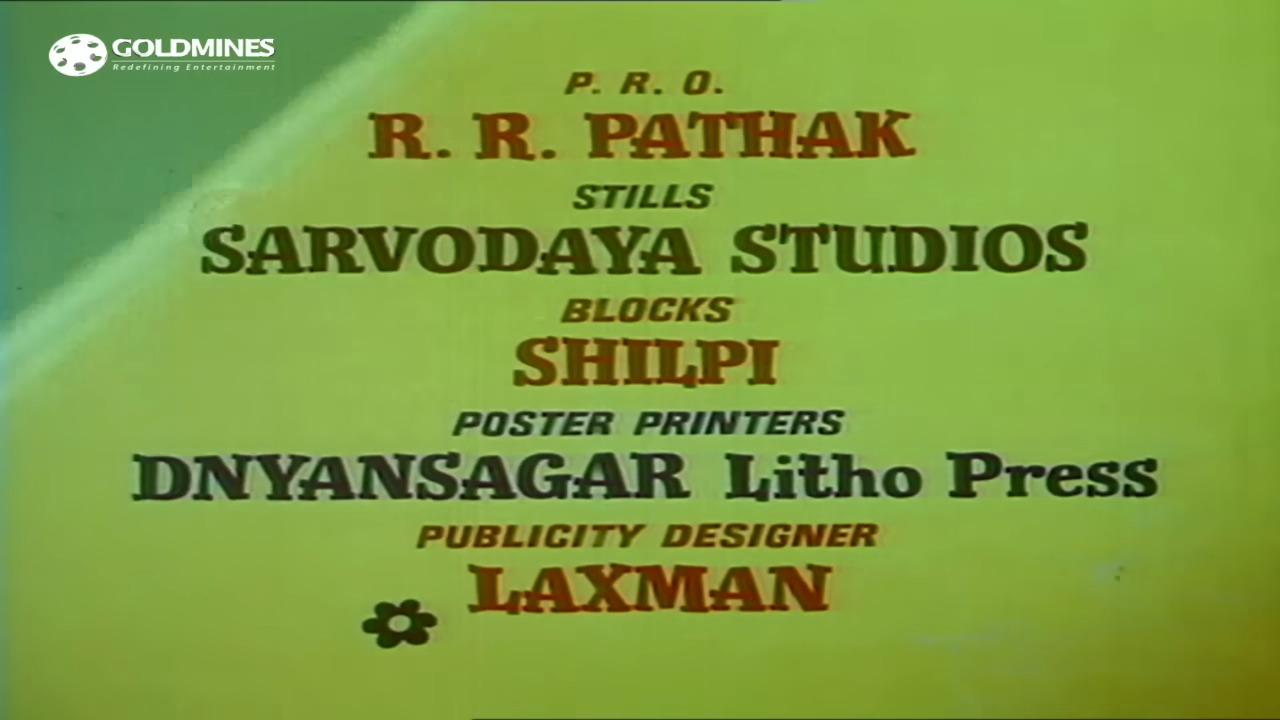 GOLDMINES
Redefining Entertainment
P. R. O.
R. R. PATHAK
STILLS
SARVODAYA STUDIOS
BLOCKS
SHILPI
POSTER PRINTERS
DNYANSAGAR Litho Press
PUBLICITY DESIGNER
LAXMAN